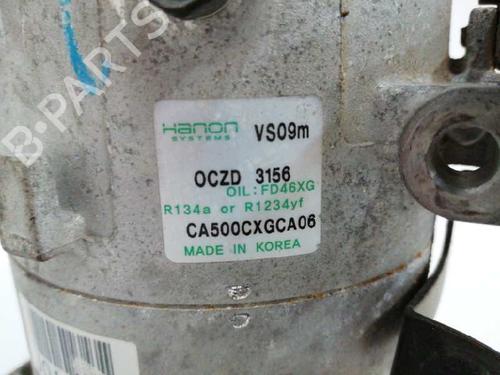 B-PARTS
Hanon
SYSTEMS
VS09m
OCZD 3156
OIL:FD46XG
R134a or R1234yf
CA500CXGCA06
MADE IN KOREA